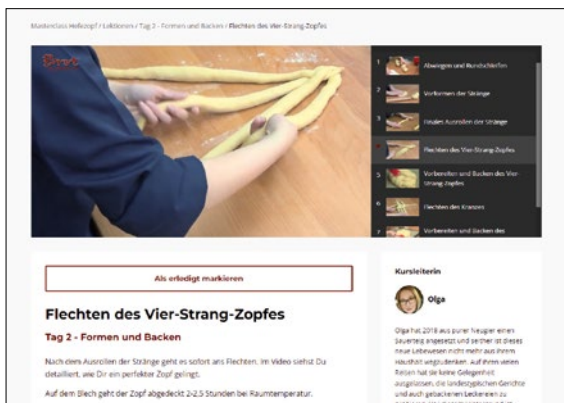 Masterclass Hefezopf / Lektionen / Tag 2 - Formen und Backen / Flechten des Vier-Strang-Zopfes
1 Abwiegen und Rundschleifen
2 Vorformen der Stränge
3 Finales Ausrollen der Stränge
Flechten des Vier-Strang-Zopfes
5 Vorbereiten und Backen des Vier-
Strang-Zopfes
6 Flechten des Kranzes
7 Vorbereiten und Backen des
Als erledigt markieren
Flechten des Vier-Strang-Zopfes
Tag 2 - Formen und Backen
Nach dem Ausrollen der Stränge geht es sofort ans Flechten. Im Video siehst Du
detailliert, wie Dir ein perfekter Zopf gelingt.
Auf dem Blech geht der Zopf abgedeckt 2-2,5 Stunden bei Raumtemperatur.
Kursleiterin
Olga
Olga hat 2018 aus purer Neugier einen
Sauerteig angesetzt und seither ist dieses
neue Lebewesen nicht mehr aus ihrem
Haushalt wegzudenken. Auf ihren vielen
Reisen hat sie keine Gelegenheit
ausgelassen, die landestypischen Gerichte
und auch gebackenen Leckereien zu